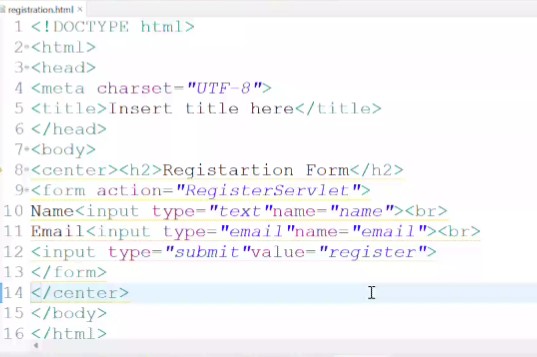 registration.html
1 <!DOCTYPE html>
2 <html>
3 <head>
4 <meta charset="UTF-8">
5 <title>Insert title here</title>
6 </head>
7 <body>
8 <center><h2>Registartion Form</h2>
9 <form action="RegisterServlet">
10 Name<input type="text"name="name"><br>
11 Email<input type="email"name="email"><br>
12 <input type="submit"value="register">
13 </form>
14 </center>
15 </body>
16 </html>